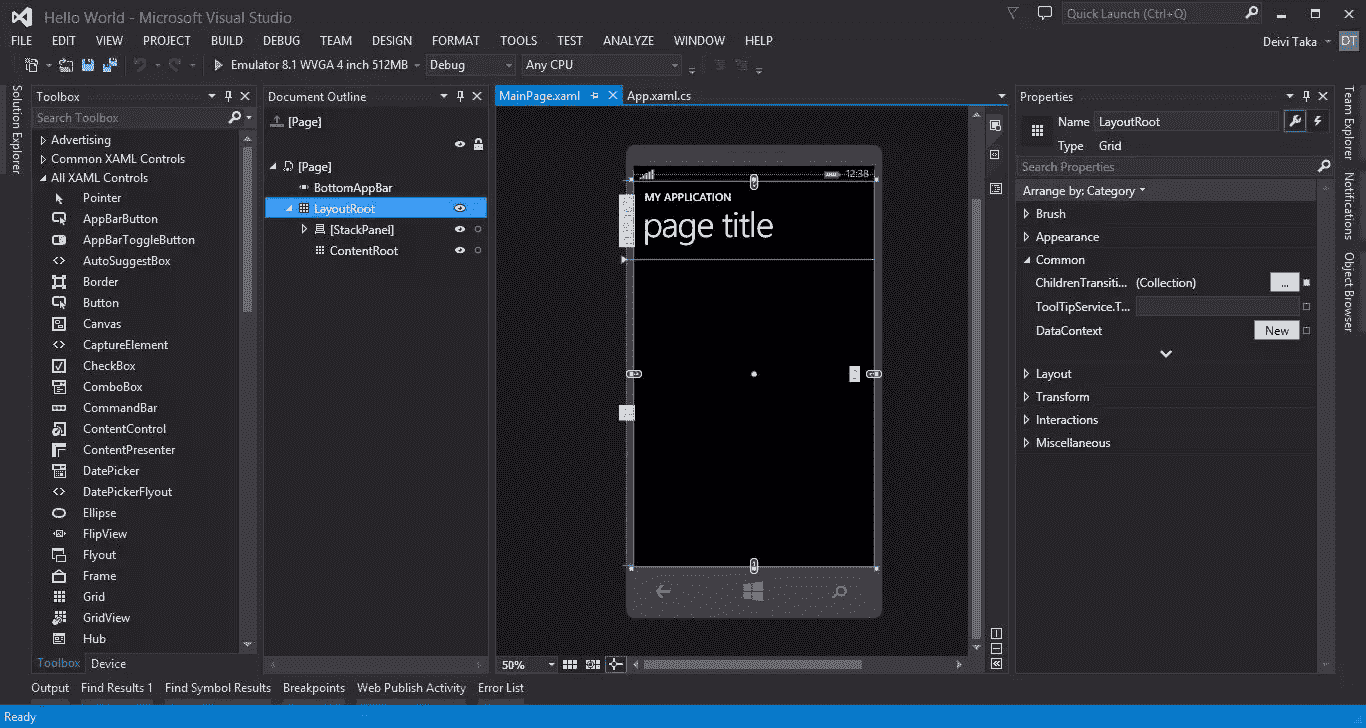 Hello World - Microsoft Visual Studio
Quick Launch (Ctrl+Q)
FILE EDIT VIEW PROJECT BUILD DEBUG TEAM DESIGN FORMAT TOOLS TEST ANALYZE WINDOW HELP
Deivi Taka DT
Emulator 8.1 WVGA 4 inch 512MB Debug Any CPU
Solution Explorer
Toolbox
Search Toolbox
Advertising
Common XAML Controls
All XAML Controls
Pointer
AppBarButton
AppBarToggleButton
AutoSuggestBox
Border
Button
Canvas
CaptureElement
CheckBox
ComboBox
CommandBar
ContentControl
ContentPresenter
DatePicker
DatePickerFlyout
Ellipse
FlipView
Flyout
Frame
Grid
GridView
Hub
Toolbox Device
Document Outline
[Page]
[Page]
BottomAppBar
LayoutRoot
[StackPanel]
ContentRoot
MainPage.xaml App.xaml.cs
12:38
MY APPLICATION
page title
50%
Properties
Name LayoutRoot
Type Grid
Search Properties
Arrange by: Category
Brush
Appearance
Common
ChildrenTransiti... (Collection) ...
ToolTipService.T...
DataContext New
Layout
Transform
Interactions
Miscellaneous
Team Explorer
Notifications
Object Browser
Output Find Results 1 Find Symbol Results Breakpoints Web Publish Activity Error List
Ready